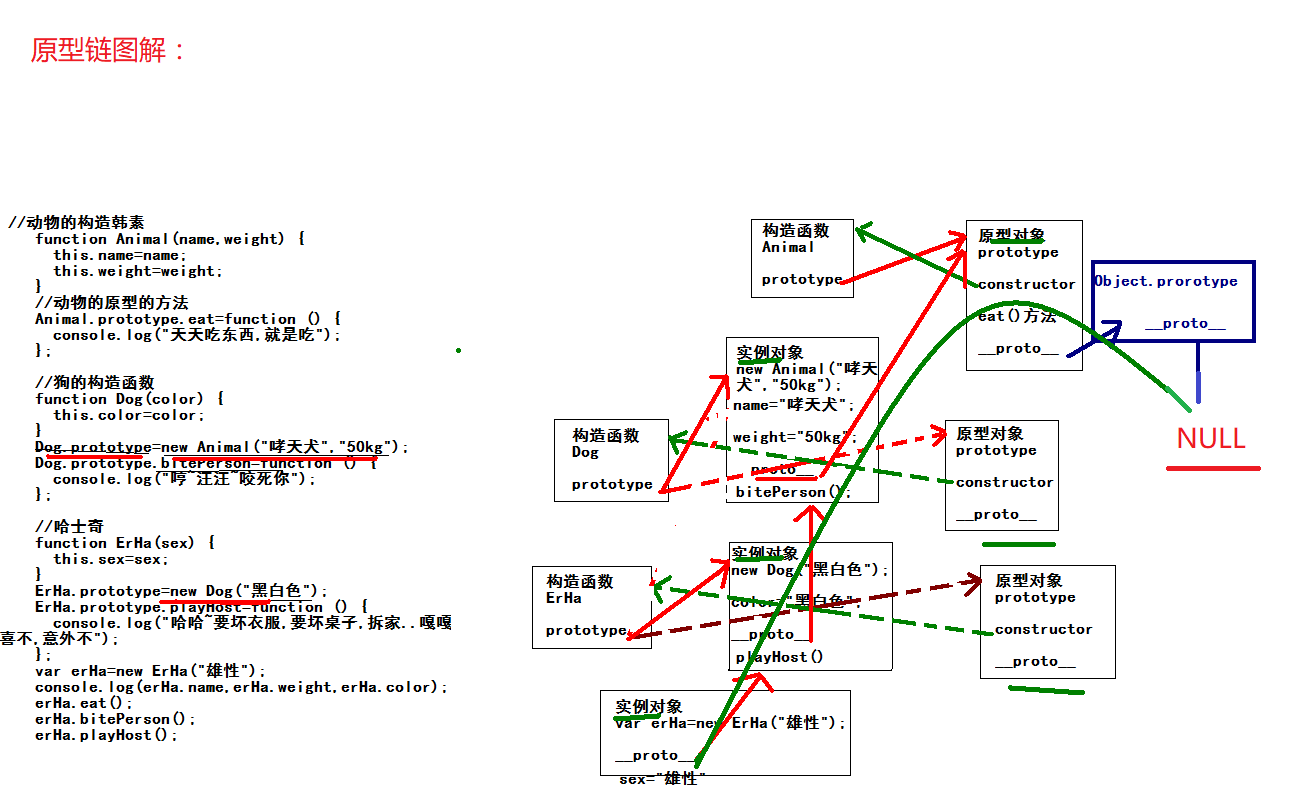 原型链图解：
//动物的构造韩素
function Animal(name,weight) {
this.name=name;
this.weight=weight;
}
//动物的原型的方法
Animal.prototype.eat=function () {
console.log("天天吃东西,就是吃");
};
//狗的构造函数
function Dog(color) {
this.color=color;
}
Dog.prototype=new Animal("哮天犬","50kg");
Dog.prototype.bitePerson=function () {
console.log("哼~汪汪~咬死你");
};
//哈士奇
function ErHa(sex) {
this.sex=sex;
}
ErHa.prototype=new Dog("黑白色");
ErHa.prototype.playHost=function () {
console.log("哈哈~要坏衣服,要坏桌子,拆家..嘎嘎
喜不,意外不");
};
var erHa=new ErHa("雄性");
console.log(erHa.name,erHa.weight,erHa.color);
erHa.eat();
erHa.bitePerson();
erHa.playHost();
构造函数
Animal
prototype
原型对象
prototype
constructor
eat()方法
__proto__
Object.prorotype
__proto__
NULL
实例对象
new Animal("哮天
犬","50kg");
name="哮天犬";
weight="50kg";
__proto__
bitePerson();
构造函数
Dog
prototype
原型对象
prototype
constructor
__proto__
实例对象
new Dog("黑白色");
color="黑白色";
__proto__
playHost()
构造函数
ErHa
prototype
原型对象
prototype
constructor
__proto__
实例对象
var erHa=new ErHa("雄性");
__proto__
sex="雄性"